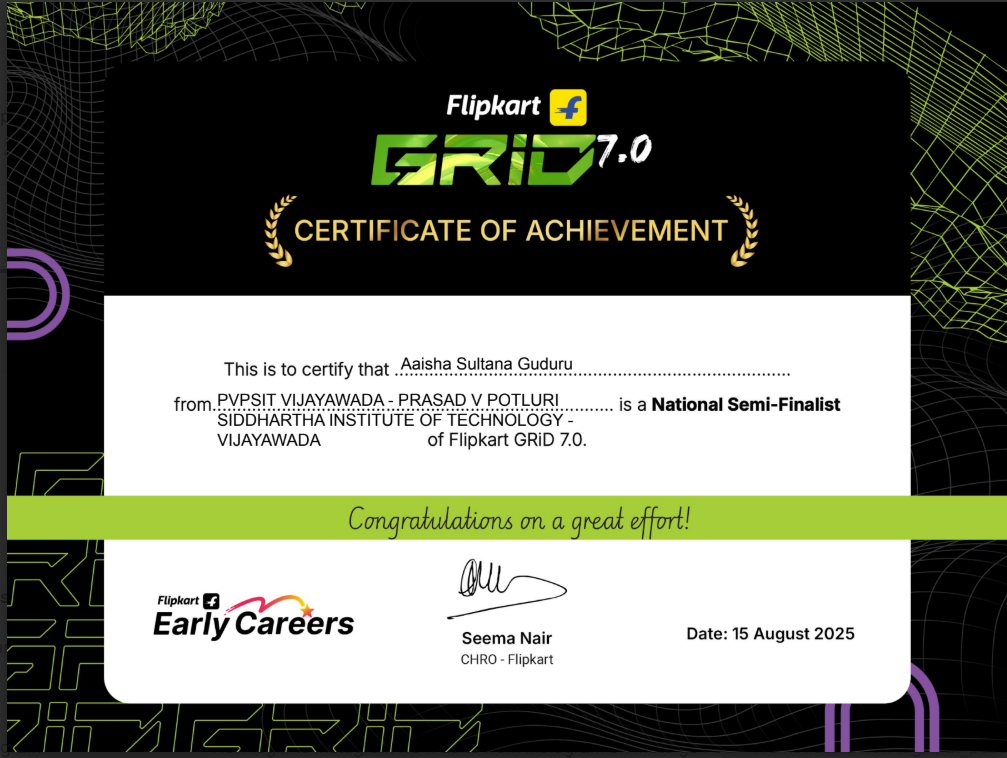 Flipkart
GRiD 7.0
CERTIFICATE OF ACHIEVEMENT
This is to certify that Aaisha Sultana Guduru
from PVPSIT VIJAYAWADA - PRASAD V POTLURI is a National Semi-Finalist
SIDDHARTHA INSTITUTE OF TECHNOLOGY -
VIJAYAWADA of Flipkart GRiD 7.0.
Congratulations on a great effort!
Flipkart
Early Careers
Seema Nair
CHRO - Flipkart
Date: 15 August 2025